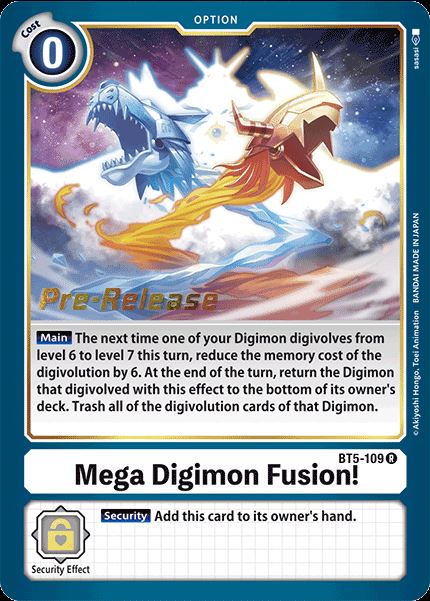 OPTION
Cost
0
sasasi
©Akiyoshi Hongo, Toei Animation BANDAI MADE IN JAPAN
Pre-Release
Main The next time one of your Digimon digivolves from
level 6 to level 7 this turn, reduce the memory cost of the
digivolution by 6. At the end of the turn, return the Digimon
that digivolved with this effect to the bottom of its owner's
deck. Trash all of the digivolution cards of that Digimon.
BT5-109 R
Mega Digimon Fusion!
Security Add this card to its owner's hand.
Security Effect